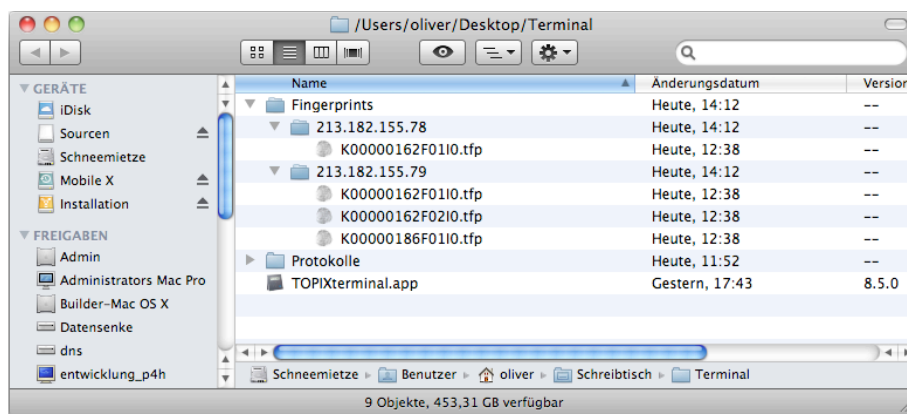 /Users/oliver/Desktop/Terminal
GERÄTE
iDisk
Sourcen
Schneemietze
Mobile X
Installation
FREIGABEN
Admin
Administrators Mac Pro
Builder-Mac OS X
Datensenke
dns
entwicklung_p4h
Name Änderungsdatum Version
Fingerprints Heute, 14:12 --
213.182.155.78 Heute, 14:12 --
K00000162F01I0.tfp Heute, 12:38 --
213.182.155.79 Heute, 14:12 --
K00000162F01I0.tfp Heute, 12:38 --
K00000162F02I0.tfp Heute, 12:38 --
K00000186F01I0.tfp Heute, 12:38 --
Protokolle Heute, 11:52 --
TOPIXterminal.app Gestern, 17:43 8.5.0
Schneemietze Benutzer oliver Schreibtisch Terminal
9 Objekte, 453,31 GB verfügbar